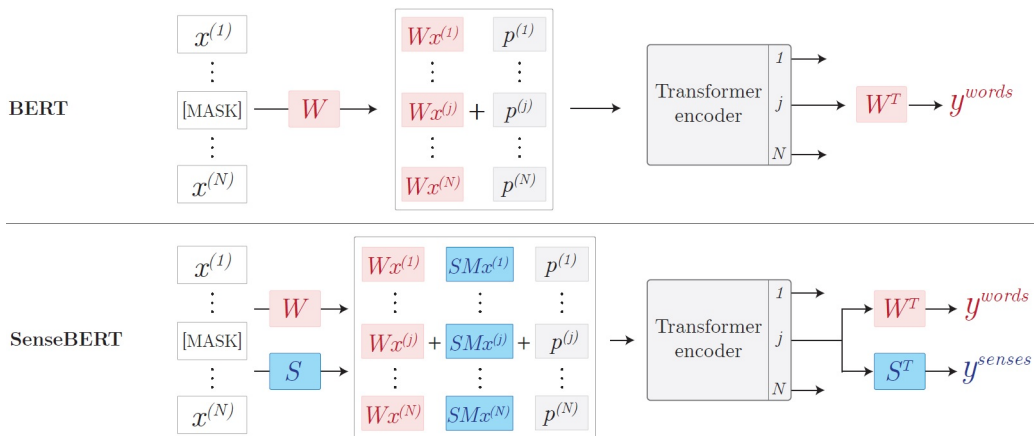 BERT
x^(1)
⋮
[MASK]
⋮
x^(N)
W
Wx^(1) p^(1)
⋮ ⋮
Wx^(j) + p^(j)
⋮ ⋮
Wx^(N) p^(N)
Transformer
encoder
1
j
N
W^T
y^words
SenseBERT
x^(1)
⋮
[MASK]
⋮
x^(N)
W
S
Wx^(1) SMx^(1) p^(1)
⋮ ⋮ ⋮
Wx^(j) + SMx^(j) + p^(j)
⋮ ⋮ ⋮
Wx^(N) SMx^(N) p^(N)
Transformer
encoder
1
j
N
W^T
y^words
S^T
y^senses